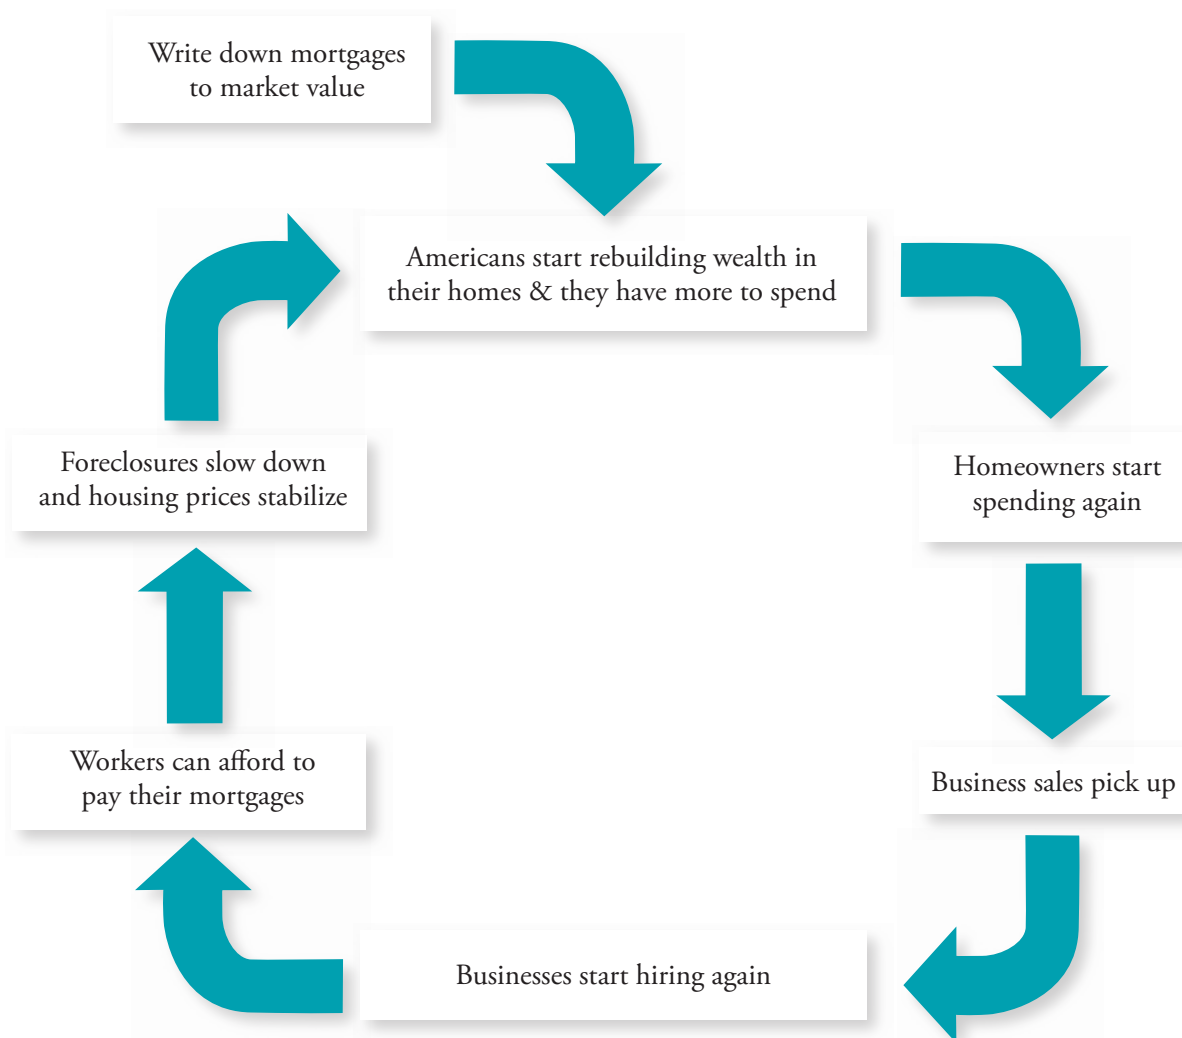 Write down mortgages
to market value
Americans start rebuilding wealth in
their homes & they have more to spend
Homeowners start
spending again
Business sales pick up
Businesses start hiring again
Workers can afford to
pay their mortgages
Foreclosures slow down
and housing prices stabilize